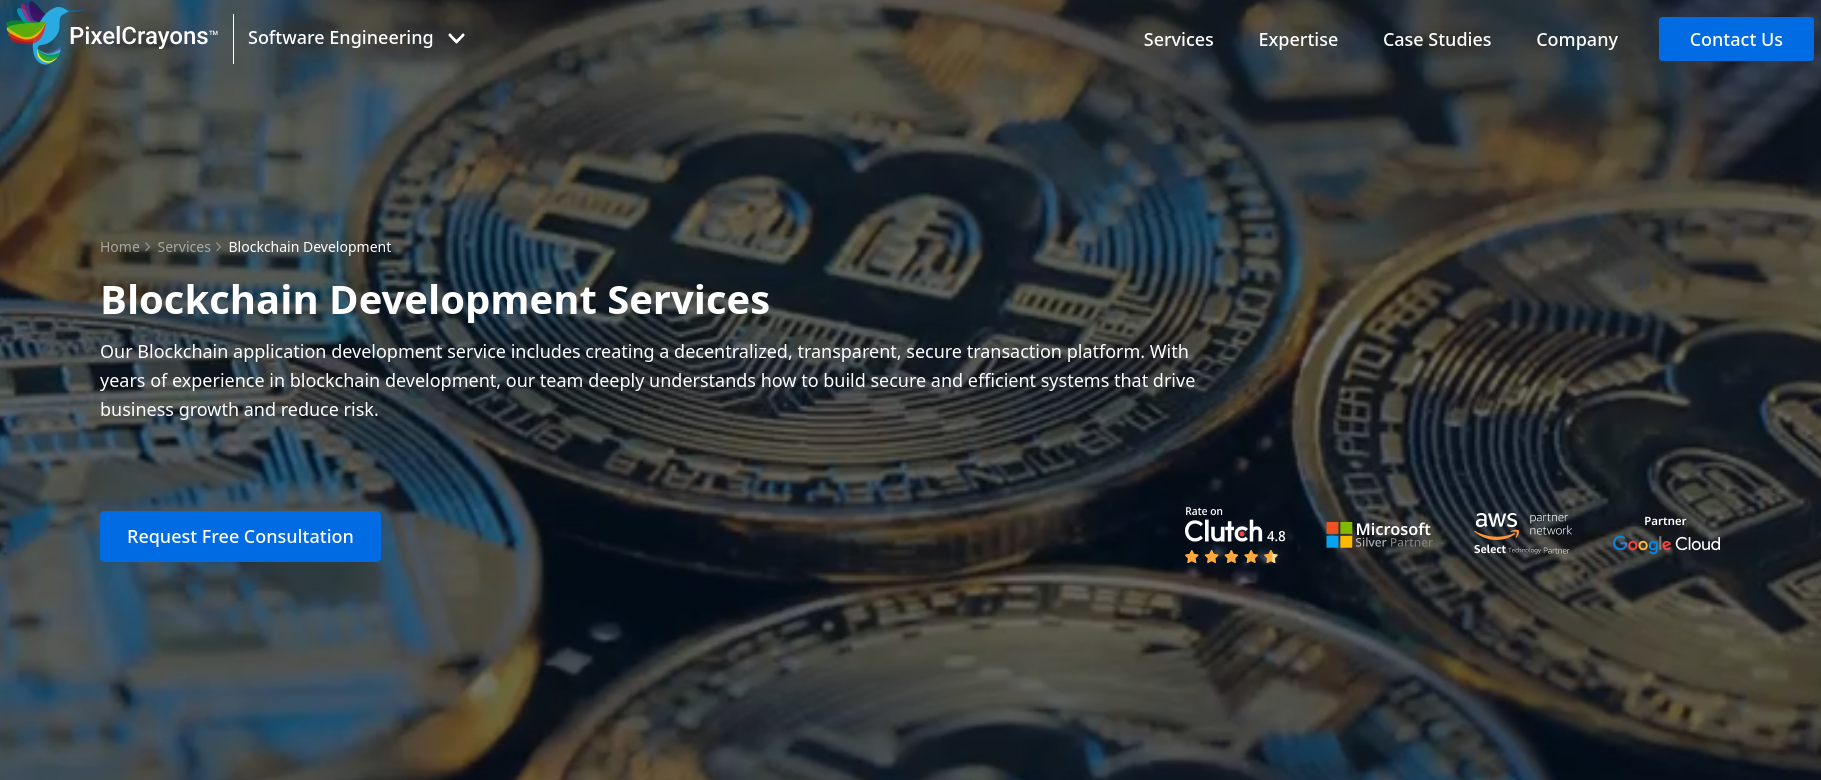 PixelCrayons™
Software Engineering
Services
Expertise
Case Studies
Company
Contact Us
Home > Services > Blockchain Development
Blockchain Development Services
Our Blockchain application development service includes creating a decentralized, transparent, secure transaction platform. With
years of experience in blockchain development, our team deeply understands how to build secure and efficient systems that drive
business growth and reduce risk.
Request Free Consultation
Rate on
Clutch 4.8
Microsoft
Silver Partner
aws partner
network
Select Technology Partner
Partner
Google Cloud